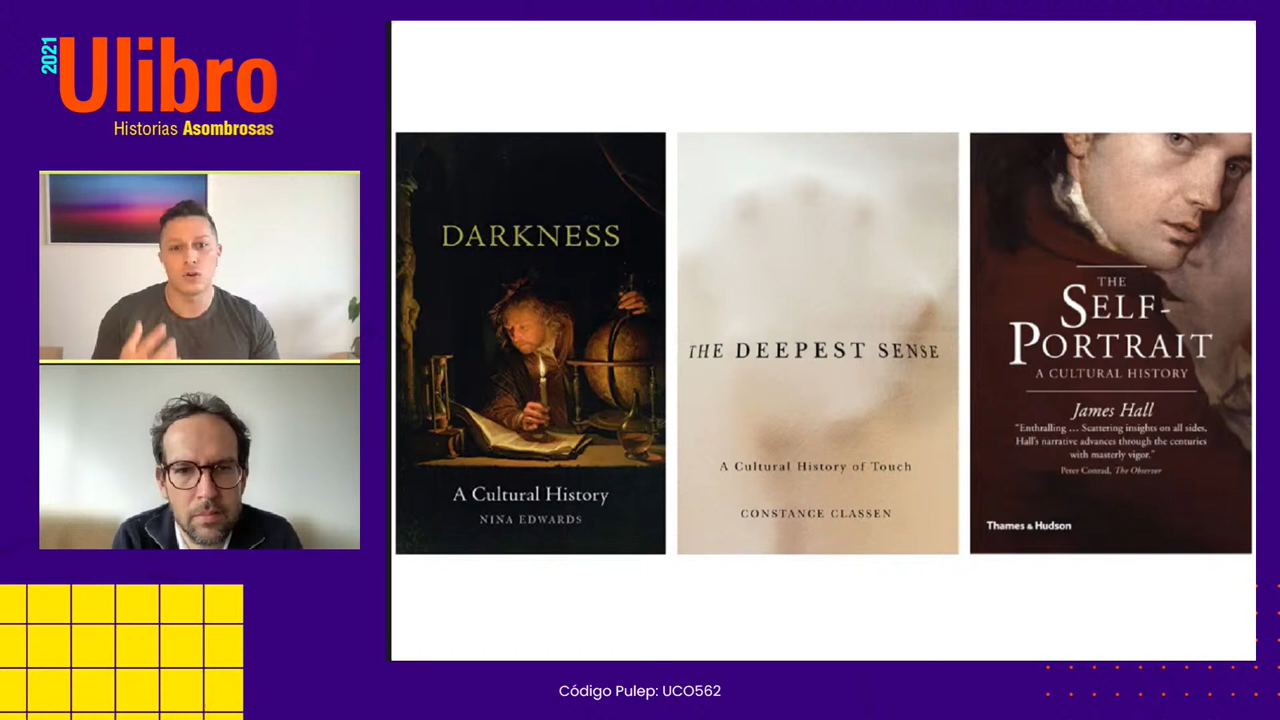 2021
Ulibro
Historias Asombrosas
DARKNESS
A Cultural History
NINA EDWARDS
THE DEEPEST SENSE
A Cultural History of Touch
CONSTANCE CLASSEN
THE
SELF-
PORTRAIT
A CULTURAL HISTORY
James Hall
"Enthralling ... Scattering insights on all sides,
Hall's narrative advances through the centuries
with masterly vigor."
Peter Conrad, The Observer
Thames & Hudson
Código Pulep: UCO562